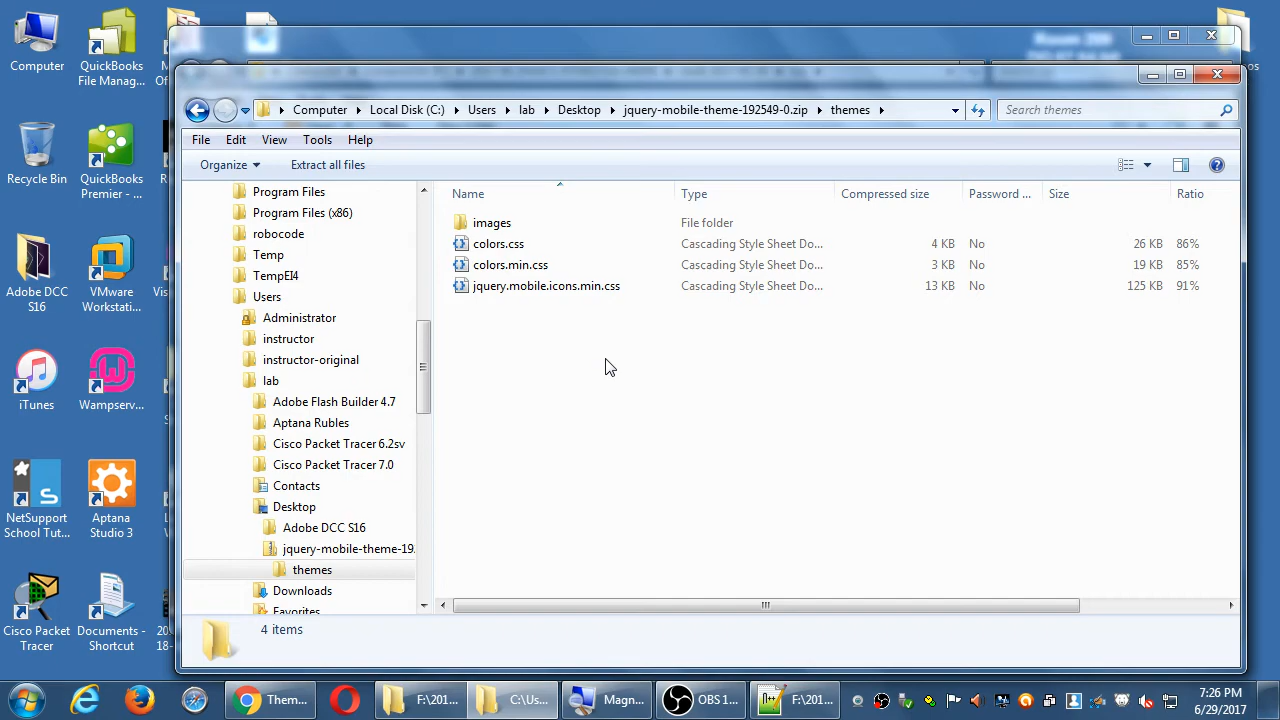 Computer
QuickBooks
File Manag...
Recycle Bin
QuickBooks
Premier - ...
Adobe DCC
S16
VMware
Workstati...
iTunes
Wampserv...
NetSupport
School Tut...
Aptana
Studio 3
Cisco Packet
Tracer
Documents -
Shortcut
Computer
Local Disk (C:)
Users
lab
Desktop
jquery-mobile-theme-192549-0.zip
themes
Search themes
File
Edit
View
Tools
Help
Organize
Extract all files
Program Files
Program Files (x86)
robocode
Temp
TempEI4
Users
Administrator
instructor
instructor-original
lab
Adobe Flash Builder 4.7
Aptana Rubles
Cisco Packet Tracer 6.2sv
Cisco Packet Tracer 7.0
Contacts
Desktop
Adobe DCC S16
jquery-mobile-theme-19
themes
Downloads
Favorites
Name Type Compressed size Password ... Size Ratio
images File folder
colors.css Cascading Style Sheet Do... 4 KB No 26 KB 86%
colors.min.css Cascading Style Sheet Do... 3 KB No 19 KB 85%
jquery.mobile.icons.min.css Cascading Style Sheet Do... 13 KB No 125 KB 91%
4 items
Them...
F:\201...
C:\Us...
Magn...
OBS 1...
F:\201...
7:26 PM
6/29/2017